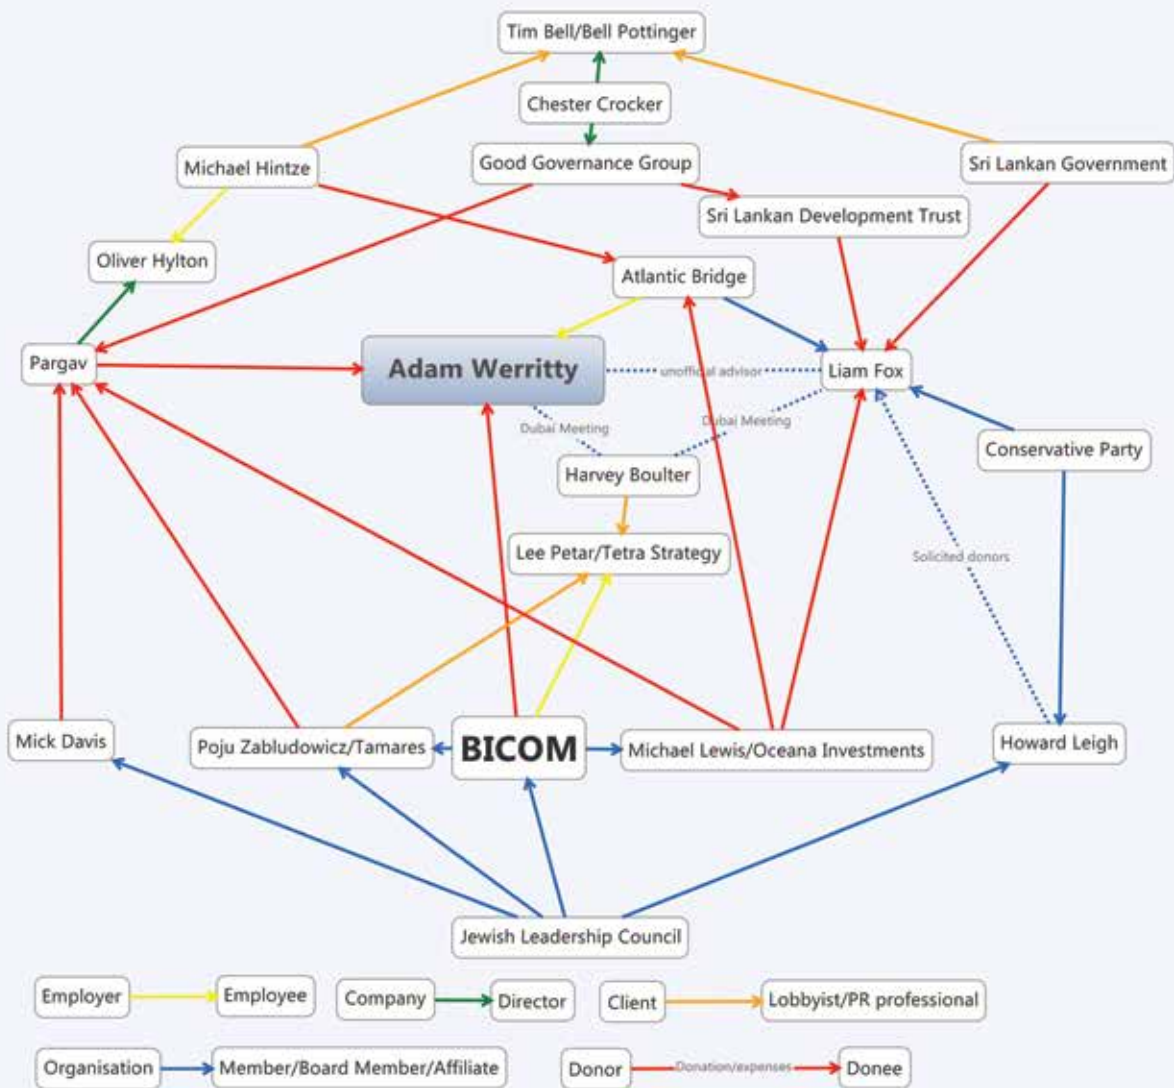 Tim Bell/Bell Pottinger
Chester Crocker
Michael Hintze
Good Governance Group
Sri Lankan Government
Sri Lankan Development Trust
Oliver Hylton
Atlantic Bridge
Pargav
Adam Werritty
unofficial advisor
Liam Fox
Dubai Meeting
Dubai Meeting
Conservative Party
Harvey Boulter
Lee Petar/Tetra Strategy
Solicited donors
Mick Davis
Poju Zabludowicz/Tamares
BICOM
Michael Lewis/Oceana Investments
Howard Leigh
Jewish Leadership Council
Employer
Employee
Company
Director
Client
Lobbyist/PR professional
Organisation
Member/Board Member/Affiliate
Donor
Donation/expenses
Donee